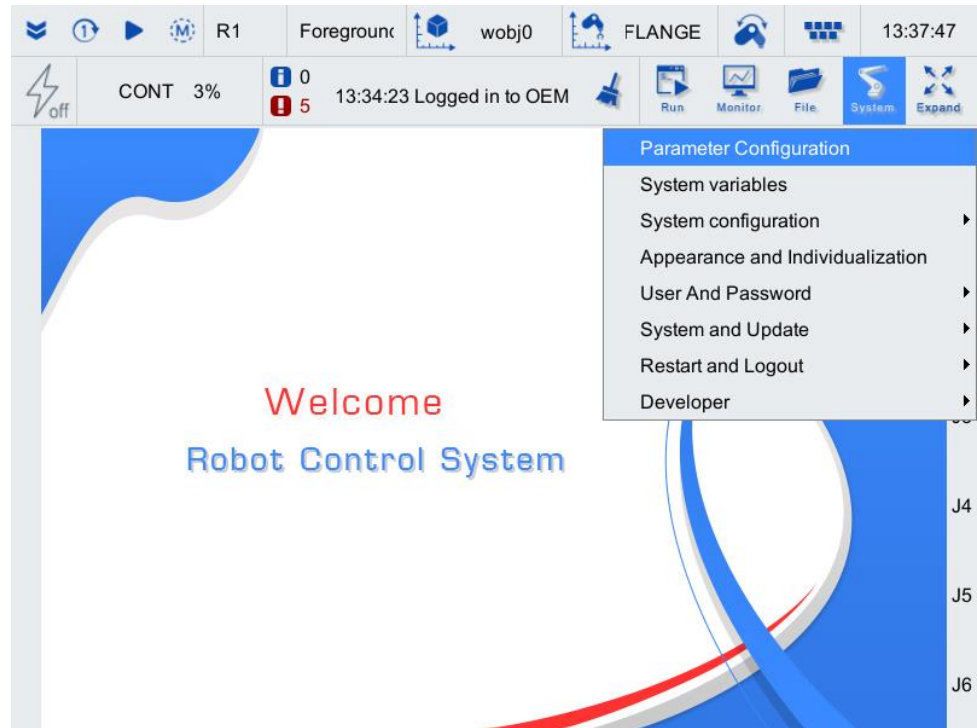 1 M R1 Foreground wobj0 FLANGE 13:37:47
off CONT 3% i 0 13:34:23 Logged in to OEM Run Monitor File System Expand
! 5
Parameter Configuration
System variables
System configuration
Appearance and Individualization
User And Password
System and Update
Restart and Logout
Developer
Welcome
Robot Control System
J4
J5
J6